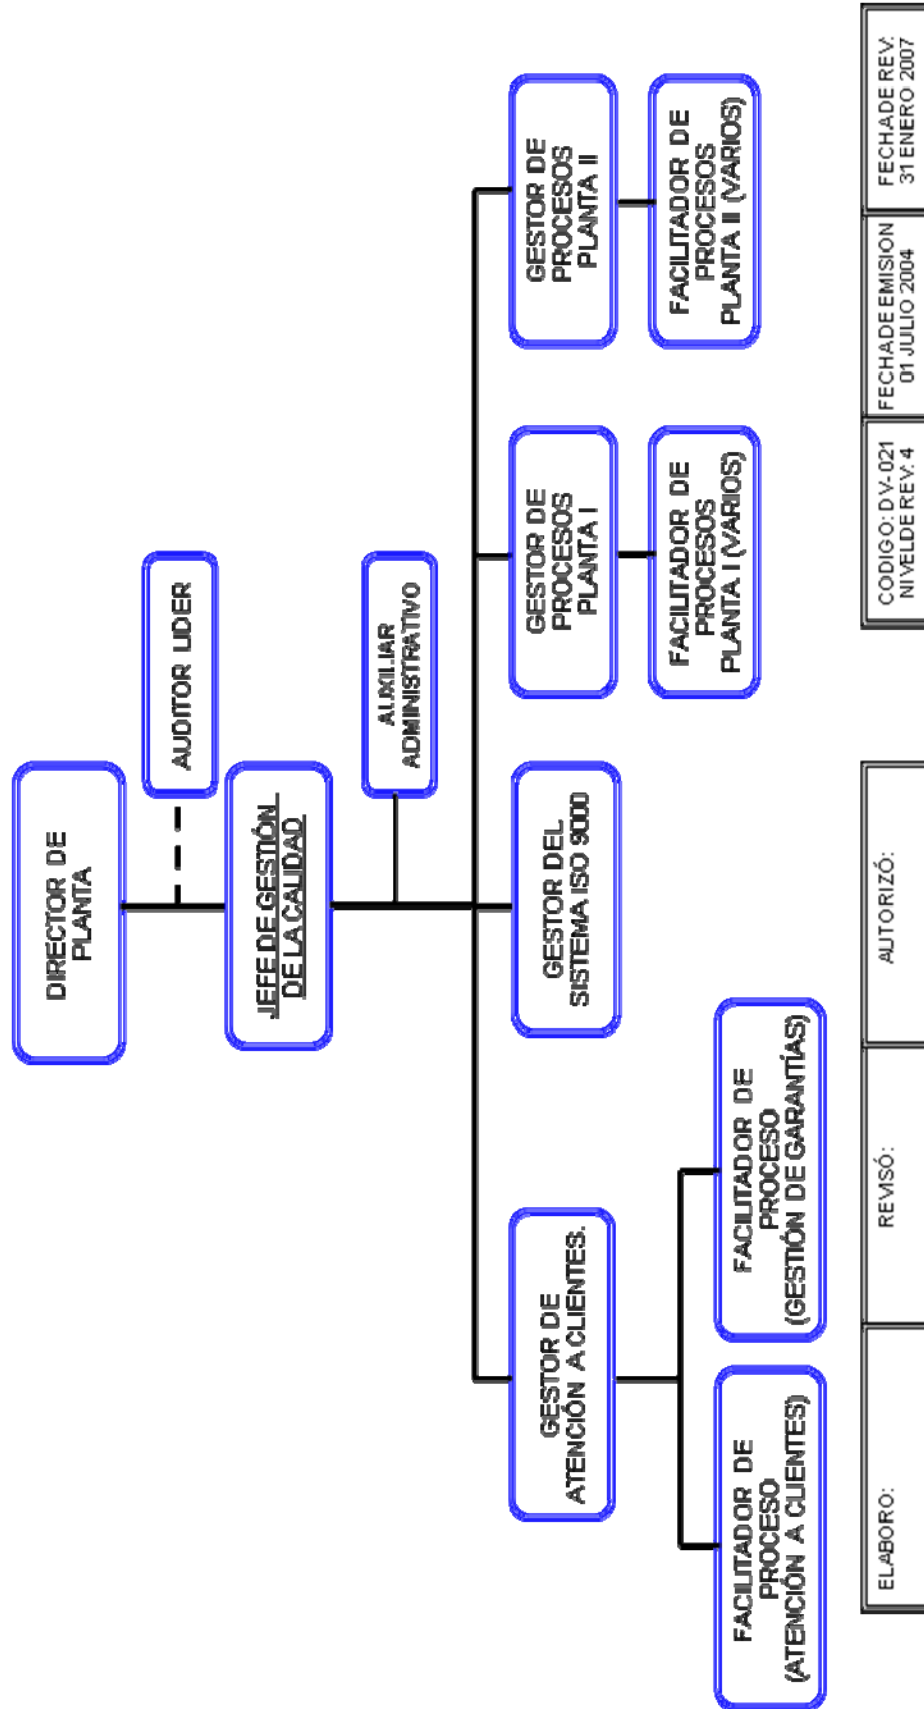 DIRECTOR DE
PLANTA
AUDITOR LIDER
JEFE DE GESTIÓN
DE LA CALIDAD
AUXILIAR
ADMINISTRATIVO
GESTOR DE
ATENCIÓN A CLIENTES.
GESTOR DEL
SISTEMA ISO 9000
GESTOR DE
PROCESOS
PLANTA I
GESTOR DE
PROCESOS
PLANTA II
FACILITADOR DE
PROCESOS
PLANTA I (VARIOS)
FACILITADOR DE
PROCESOS
PLANTA II (VARIOS)
FACILITADOR DE
PROCESO
(ATENCIÓN A CLIENTES)
FACILITADOR DE
PROCESO
(GESTIÓN DE GARANTÍAS)
ELABORO:
REVISÓ:
AUTORIZÓ:
CODIGO: DV-021
NIVEL DE REV: 4
FECHA DE EMISION
01 JULIO 2004
FECHA DE REV:
31 ENERO 2007